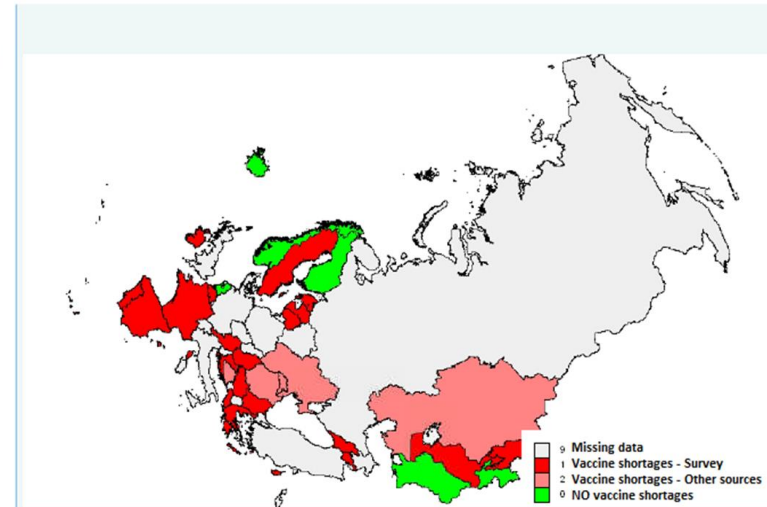 9 Missing data
1 Vaccine shortages - Survey
2 Vaccine shortages - Other sources
0 NO vaccine shortages